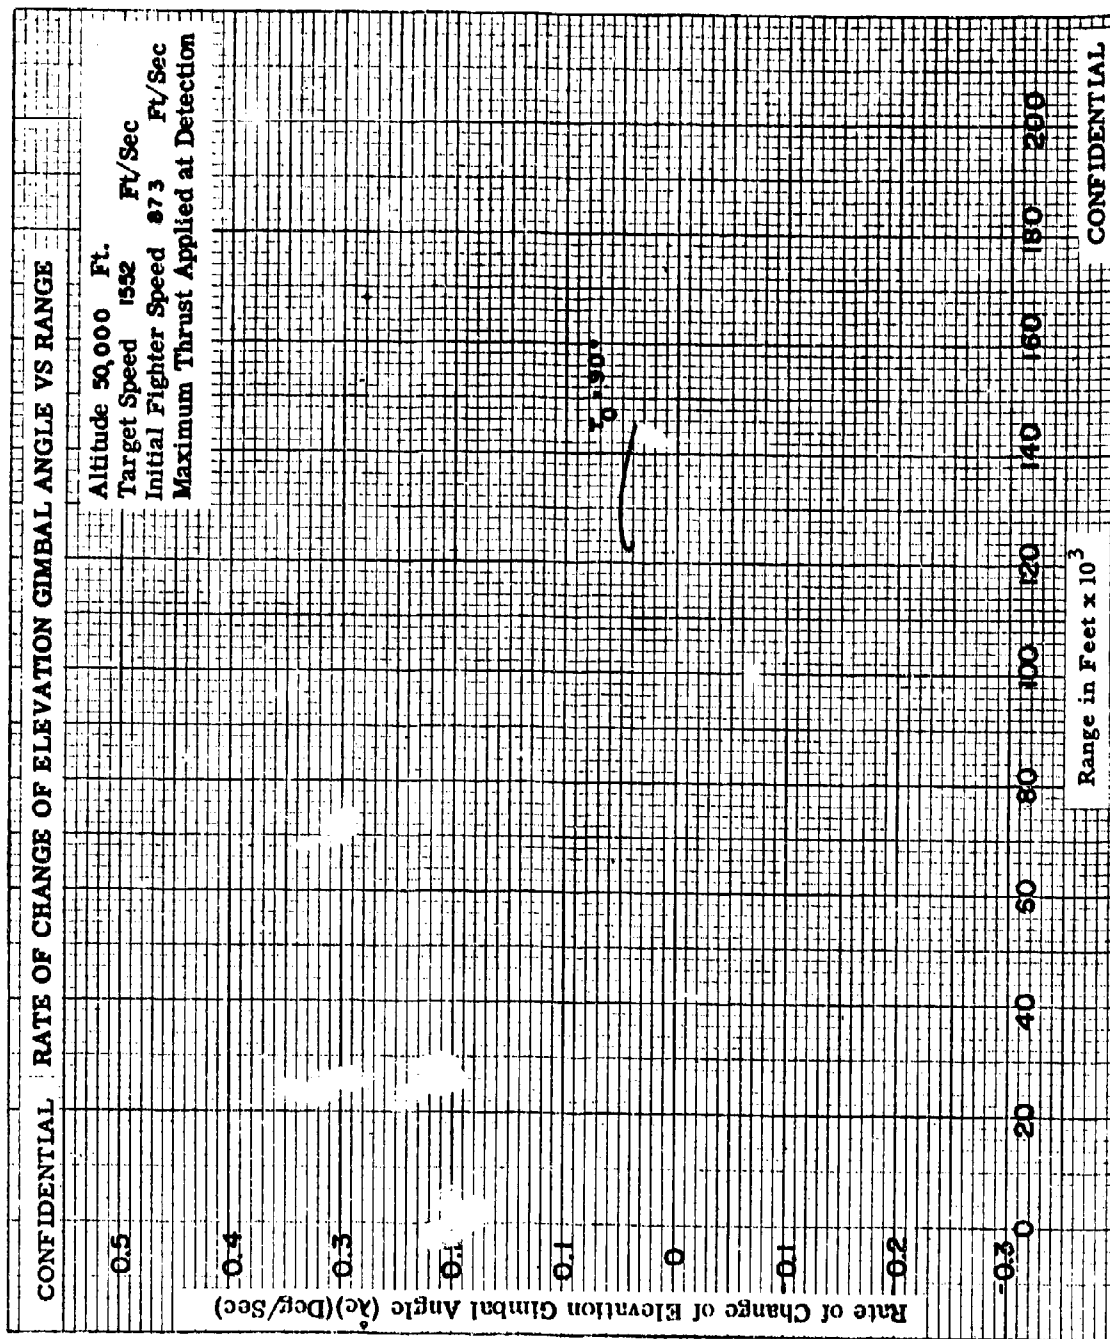 CONFIDENTIAL
RATE OF CHANGE OF ELEVATION GIMBAL ANGLE VS RANGE
Altitude 50,000 Ft.
Target Speed 1552 Ft/Sec
Initial Fighter Speed 873 Ft/Sec
Maximum Thrust Applied at Detection
Rate of Change of Elevation Gimbal Angle (λ̇e)(Deg/Sec)
0.5
0.4
0.3
0.1
0
-0.1
-0.2
-0.3
90°
0 20 40 60 80 100 120 140 160 180 200
Range in Feet x 10³
CONFIDENTIAL